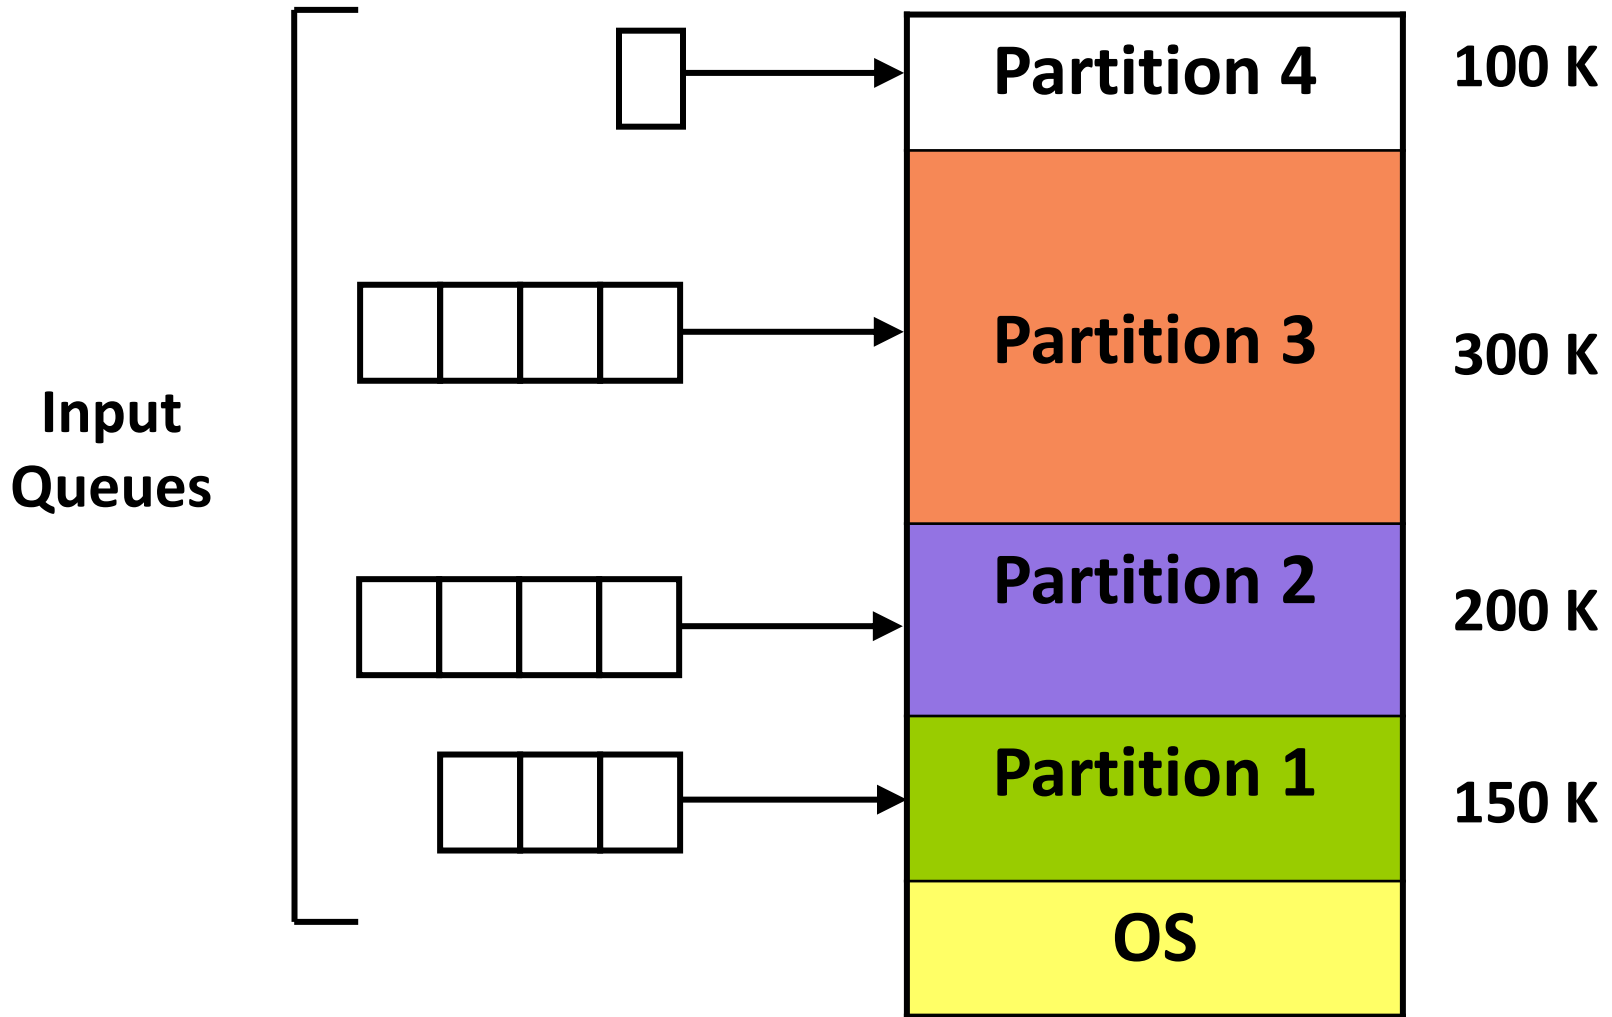 Partition 4
100 K
Partition 3
300 K
Input
Queues
Partition 2
200 K
Partition 1
150 K
OS